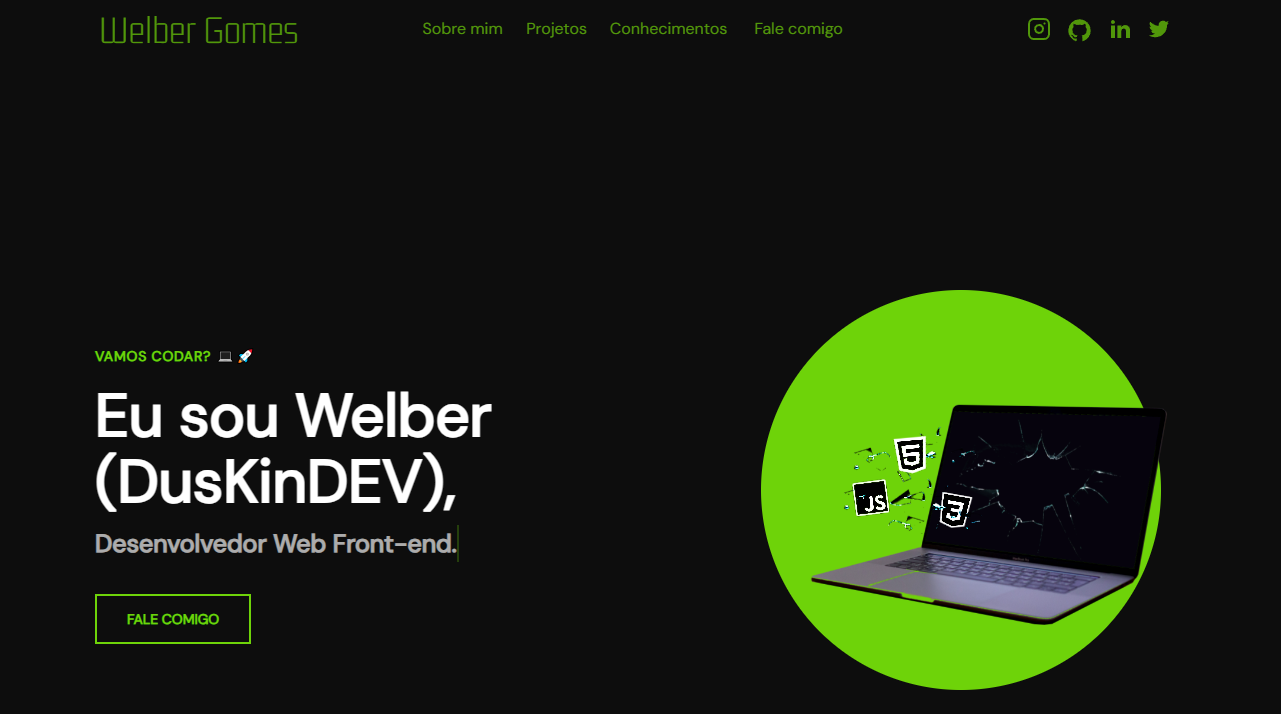 Welber Gomes
Sobre mim Projetos Conhecimentos Fale comigo
VAMOS CODAR? 💻 🚀
Eu sou Welber
(DusKinDEV),
Desenvolvedor Web Front-end.
FALE COMIGO
5
JS
3